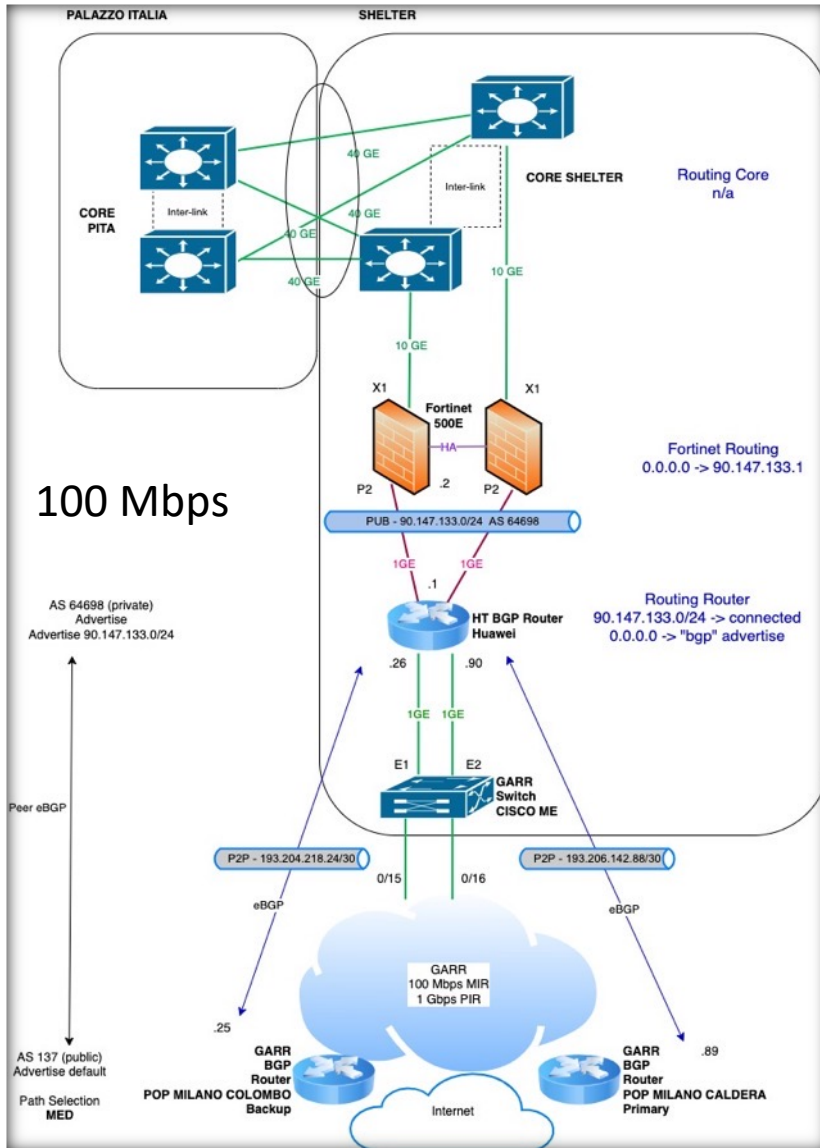 PALAZZO ITALIA
SHELTER
40 GE
CORE SHELTER
Routing Core
n/a
Inter-link
CORE
PITA
Inter-link
40 GE
40 GE
40 GE
10 GE
10 GE
X1
X1
Fortinet
500E
HA
Fortinet Routing
0.0.0.0 -> 90.147.133.1
P2
.2
P2
100 Mbps
PUB - 90.147.133.0/24 AS 64698
1GE
1GE
.1
AS 64698 (private)
Advertise
Advertise 90.147.133.0/24
HT BGP Router
Huawei
Routing Router
90.147.133.0/24 -> connected
0.0.0.0 -> "bgp" advertise
.26
.90
1GE
1GE
E1
E2
GARR
Switch
CISCO ME
Peer eBGP
P2P - 193.204.218.24/30
P2P - 193.206.142.88/30
0/15
0/16
eBGP
eBGP
GARR
100 Mbps MIR
1 Gbps PIR
.25
.89
AS 137 (public)
Advertise default
Path Selection
MED
GARR
BGP
Router
POP MILANO COLOMBO
Backup
GARR
BGP
Router
POP MILANO CALDERA
Primary
Internet